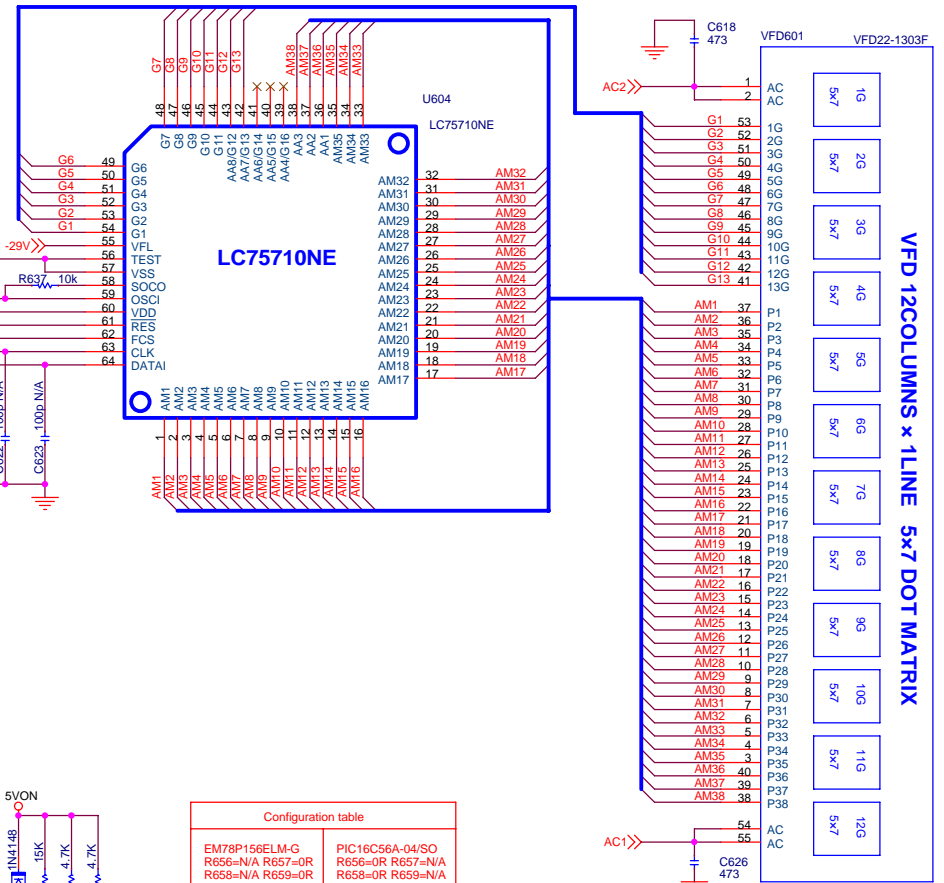 C618
473
VFD601
VFD22-1303F
AC2
1 AC
2 AC
G7
G8
G9
G10
G11
G12
G13
AM38
AM37
AM36
AM35
AM34
AM33
48
47
46
45
44
43
42
41
40
39
38
37
36
35
34
33
U604
LC75710NE
G7
G8
G9
G10
G11
AA8/G12
AA7/G13
AA6/G14
AA5/G15
AA4/G16
AA3
AA2
AA1
AM35
AM34
AM33
G6 49 G6
G5 50 G5
G4 51 G4
G3 52 G3
G2 53 G2
G1 54 G1
-29V 55 VFL
56 TEST
57 VSS
R637 10k 58 SOCO
59 OSCI
60 VDD
61 RES
62 FCS
63 CLK
64 DATAI
LC75710NE
AM32 32 AM32
AM31 31 AM31
AM30 30 AM30
AM29 29 AM29
AM28 28 AM28
AM27 27 AM27
AM26 26 AM26
AM25 25 AM25
AM24 24 AM24
AM23 23 AM23
AM22 22 AM22
AM21 21 AM21
AM20 20 AM20
AM19 19 AM19
AM18 18 AM18
AM17 17 AM17
AM1
AM2
AM3
AM4
AM5
AM6
AM7
AM8
AM9
AM10
AM11
AM12
AM13
AM14
AM15
AM16
1
2
3
4
5
6
7
8
9
10
11
12
13
14
15
16
AM1
AM2
AM3
AM4
AM5
AM6
AM7
AM8
AM9
AM10
AM11
AM12
AM13
AM14
AM15
AM16
100p N/A
C622
100p N/A
C623
G1 53 1G
G2 52 2G
G3 51 3G
G4 50 4G
G5 49 5G
G6 48 6G
G7 47 7G
G8 46 8G
G9 45 9G
G10 44 10G
G11 43 11G
G12 42 12G
G13 41 13G
AM1 37 P1
AM2 36 P2
AM3 35 P3
AM4 34 P4
AM5 33 P5
AM6 32 P6
AM7 31 P7
AM8 30 P8
AM9 29 P9
AM10 28 P10
AM11 27 P11
AM12 26 P12
AM13 25 P13
AM14 24 P14
AM15 23 P15
AM16 22 P16
AM17 21 P17
AM18 20 P18
AM19 19 P19
AM20 18 P20
AM21 17 P21
AM22 16 P22
AM23 15 P23
AM24 14 P24
AM25 13 P25
AM26 12 P26
AM27 11 P27
AM28 10 P28
AM29 9 P29
AM30 8 P30
AM31 7 P31
AM32 6 P32
AM33 5 P33
AM34 4 P34
AM35 3 P35
AM36 40 P36
AM37 39 P37
AM38 38 P38
54 AC
AC1 55 AC
C626
473
1G
5x7
2G
5x7
3G
5x7
4G
5x7
5G
5x7
6G
5x7
7G
5x7
8G
5x7
9G
5x7
10G
5x7
11G
5x7
12G
5x7
VFD 12COLUMNS × 1LINE 5x7 DOT MATRIX
5VON
1N4148
15K
4.7K
4.7K
Configuration table
EM78P156ELM-G
R656=N/A R657=0R
R658=N/A R659=0R
PIC16C56A-04/SO
R656=0R R657=N/A
R658=0R R659=N/A